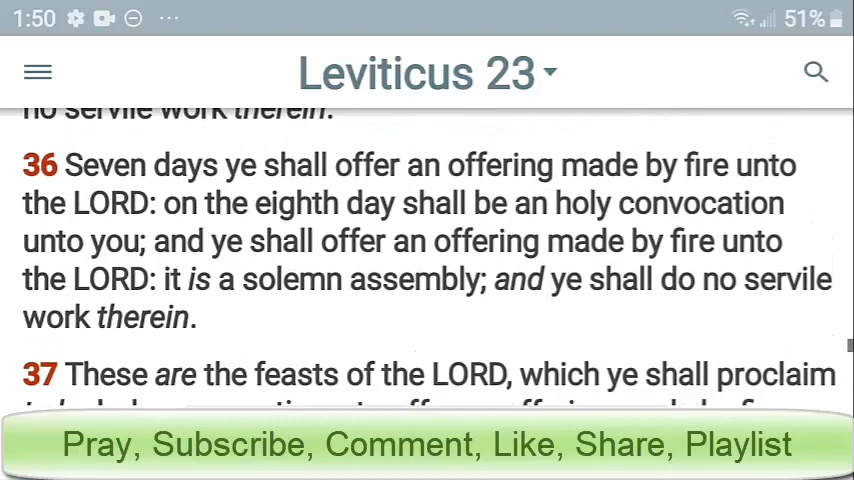 1:50 ... 51%
Leviticus 23
no servile work therein.
36 Seven days ye shall offer an offering made by fire unto
the LORD: on the eighth day shall be an holy convocation
unto you; and ye shall offer an offering made by fire unto
the LORD: it is a solemn assembly; and ye shall do no servile
work therein.
37 These are the feasts of the LORD, which ye shall proclaim
Pray, Subscribe, Comment, Like, Share, Playlist